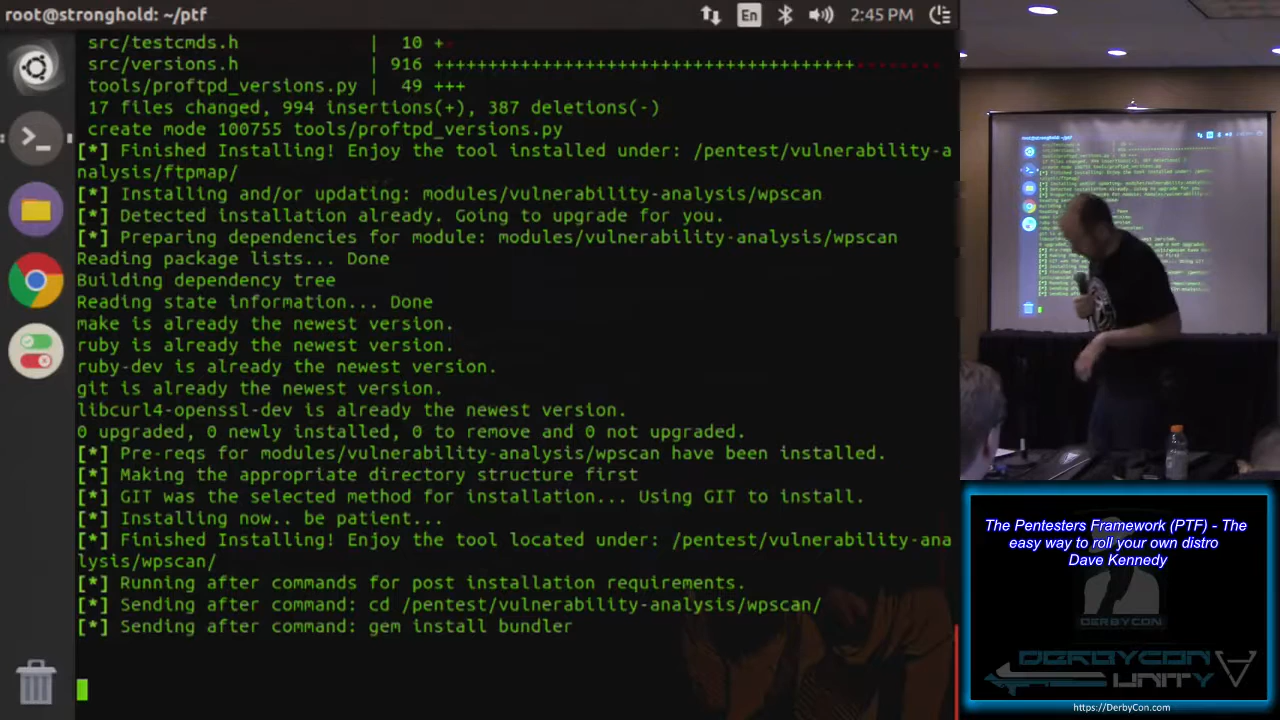 root@stronghold: ~/ptf
En
2:45 PM
src/testcmds.h | 10 +-
src/versions.h | 916 +++++++++++++++++++++++++++++++++++++++--------
tools/proftpd_versions.py | 49 +++
17 files changed, 994 insertions(+), 387 deletions(-)
create mode 100755 tools/proftpd_versions.py
[*] Finished Installing! Enjoy the tool installed under: /pentest/vulnerability-a
nalysis/ftpmap/
[*] Installing and/or updating: modules/vulnerability-analysis/wpscan
[*] Detected installation already. Going to upgrade for you.
[*] Preparing dependencies for module: modules/vulnerability-analysis/wpscan
Reading package lists... Done
Building dependency tree
Reading state information... Done
make is already the newest version.
ruby is already the newest version.
ruby-dev is already the newest version.
git is already the newest version.
libcurl4-openssl-dev is already the newest version.
0 upgraded, 0 newly installed, 0 to remove and 0 not upgraded.
[*] Pre-reqs for modules/vulnerability-analysis/wpscan have been installed.
[*] Making the appropriate directory structure first
[*] GIT was the selected method for installation... Using GIT to install.
[*] Installing now.. be patient...
[*] Finished Installing! Enjoy the tool located under: /pentest/vulnerability-ana
lysis/wpscan/
[*] Running after commands for post installation requirements.
[*] Sending after command: cd /pentest/vulnerability-analysis/wpscan/
[*] Sending after command: gem install bundler
The Pentesters Framework (PTF) - The
easy way to roll your own distro
Dave Kennedy
DERBYCON
DERBYCON
UNITY
https://DerbyCon.com